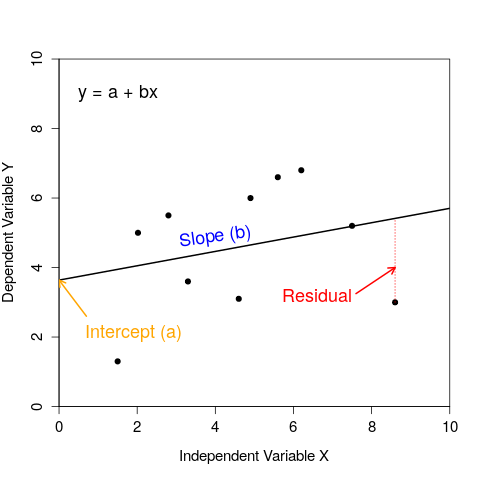 y = a + bx
Slope (b)
Residual
Intercept (a)
Dependent Variable Y
0
2
4
6
8
10
0
2
4
6
8
10
Independent Variable X